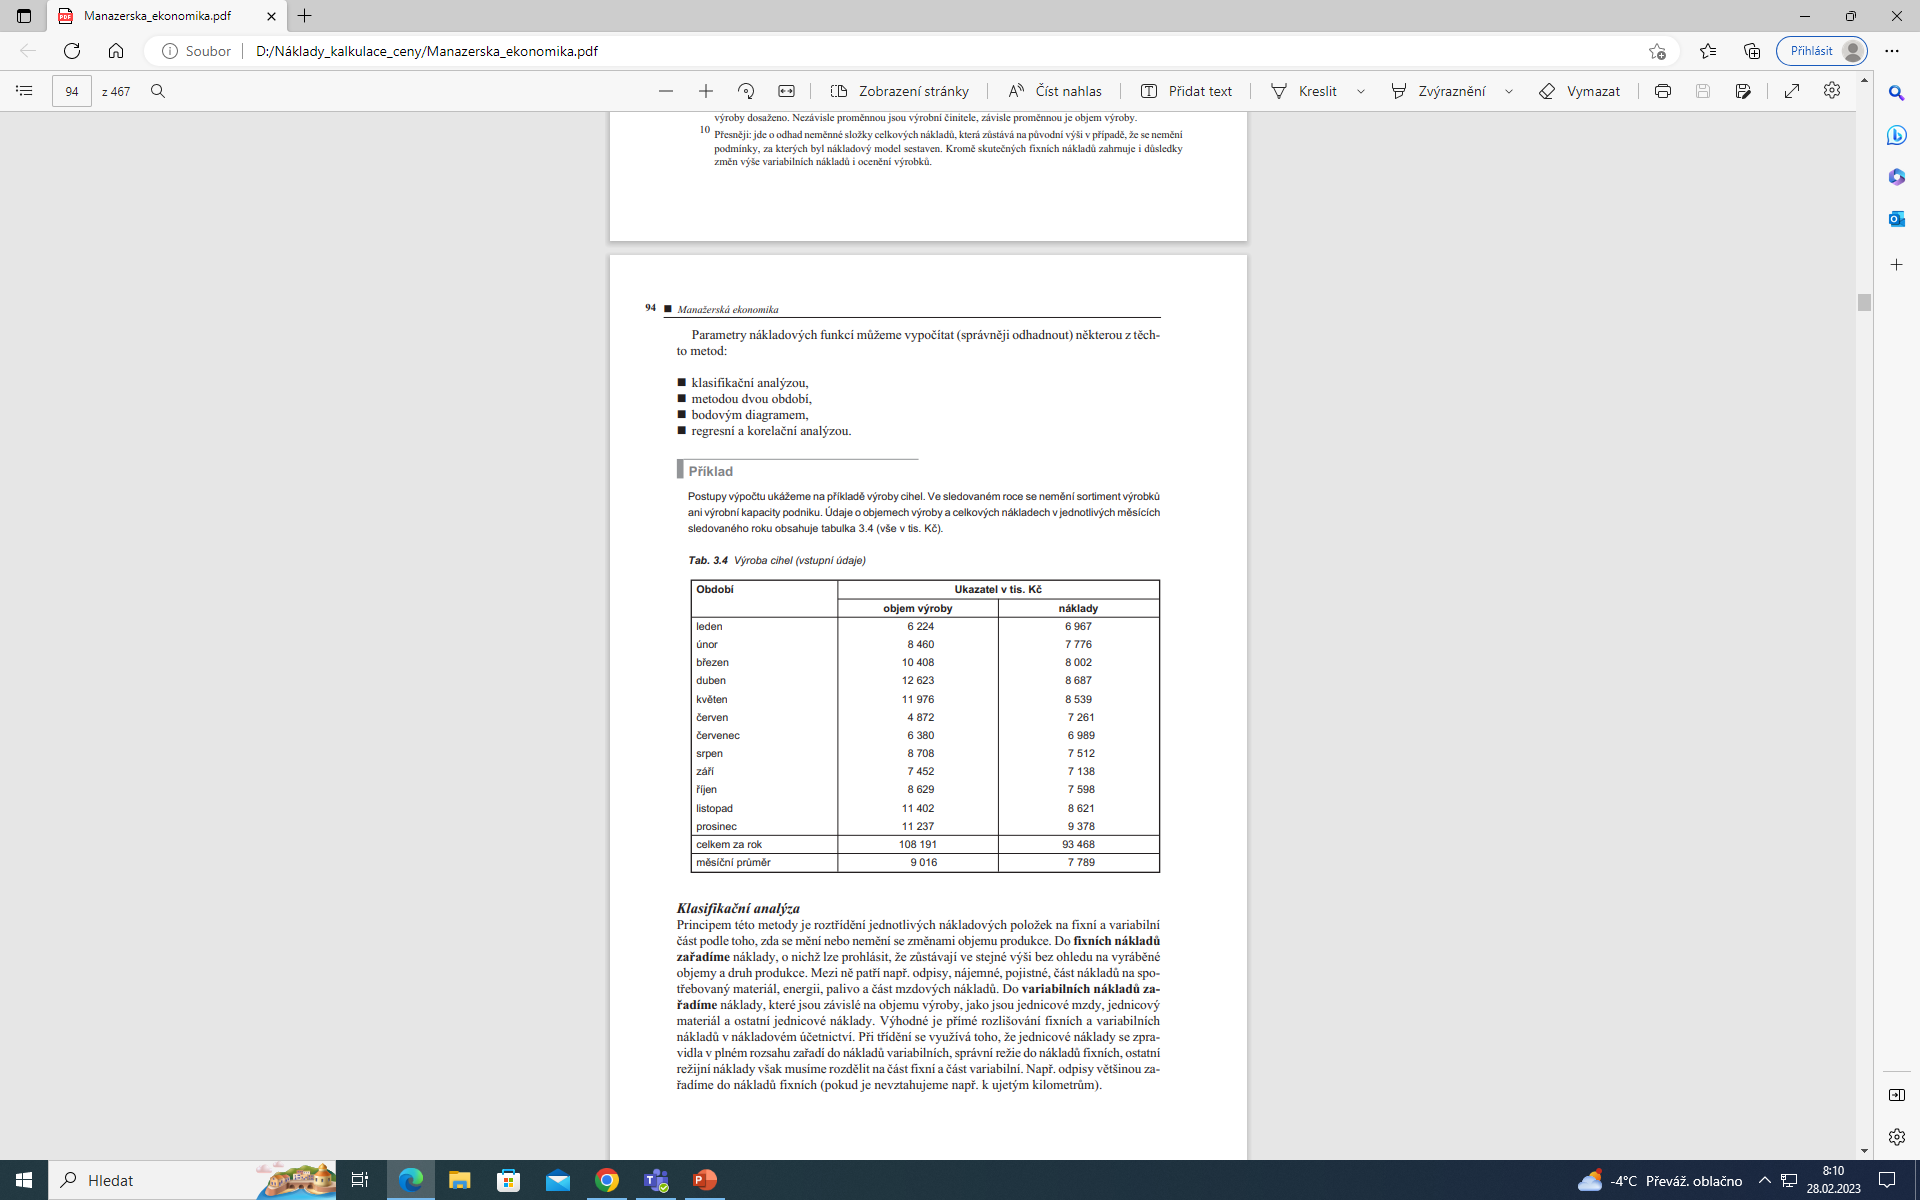 Manazerska_ekonomika.pdf
Soubor D:/Náklady_kalkulace_ceny/Manazerska_ekonomika.pdf Přihlásit
94 z 467 Zobrazení stránky Číst nahlas Přidat text Kreslit Zvýraznění Vymazat
výroby dosaženo. Nezávisle proměnnou jsou výrobní činitele, závisle proměnnou je objem výroby.
10 Přesněji: jde o odhad neměnné složky celkových nákladů, která zůstává na původní výši v případě, že se nemění
podmínky, za kterých byl nákladový model sestaven. Kromě skutečných fixních nákladů zahrnuje i důsledky
změn výše variabilních nákladů i ocenění výrobků.
94 ■ Manažerská ekonomika
Parametry nákladových funkcí můžeme vypočítat (správněji odhadnout) některou z těch-
to metod:
■ klasifikační analýzou,
■ metodou dvou období,
■ bodovým diagramem,
■ regresní a korelační analýzou.
Příklad
Postupy výpočtu ukážeme na příkladě výroby cihel. Ve sledovaném roce se nemění sortiment výrobků
ani výrobní kapacity podniku. Údaje o objemech výroby a celkových nákladech v jednotlivých měsících
sledovaného roku obsahuje tabulka 3.4 (vše v tis. Kč).
Tab. 3.4 Výroba cihel (vstupní údaje)
Období Ukazatel v tis. Kč
objem výroby náklady
leden 6 224 6 967
únor 8 460 7 776
březen 10 408 8 002
duben 12 623 8 687
květen 11 976 8 539
červen 4 872 7 261
červenec 6 380 6 989
srpen 8 708 7 512
září 7 452 7 138
říjen 8 629 7 598
listopad 11 402 8 621
prosinec 11 237 9 378
celkem za rok 108 191 93 468
měsíční průměr 9 016 7 789
Klasifikační analýza
Principem této metody je roztřídění jednotlivých nákladových položek na fixní a variabilní
část podle toho, zda se mění nebo nemění se změnami objemu produkce. Do fixních nákladů
zařadíme náklady, o nichž lze prohlásit, že zůstávají ve stejné výši bez ohledu na vyráběné
objemy a druh produkce. Mezi ně patří např. odpisy, nájemné, pojistné, část nákladů na spo-
třebovaný materiál, energii, palivo a část mzdových nákladů. Do variabilních nákladů za-
řadíme náklady, které jsou závislé na objemu výroby, jako jsou jednicové mzdy, jednicový
materiál a ostatní jednicové náklady. Výhodné je přímé rozlišování fixních a variabilních
nákladů v nákladovém účetnictví. Při třídění se využívá toho, že jednicové náklady se zpra-
vidla v plném rozsahu zařadí do nákladů variabilních, správní režie do nákladů fixních, ostatní
režijní náklady však musíme rozdělit na část fixní a část variabilní. Např. odpisy většinou za-
řadíme do nákladů fixních (pokud je nevztahujeme např. k ujetým kilometrům).
Hledat -4°C Převáž. oblačno 8:10
28.02.2023